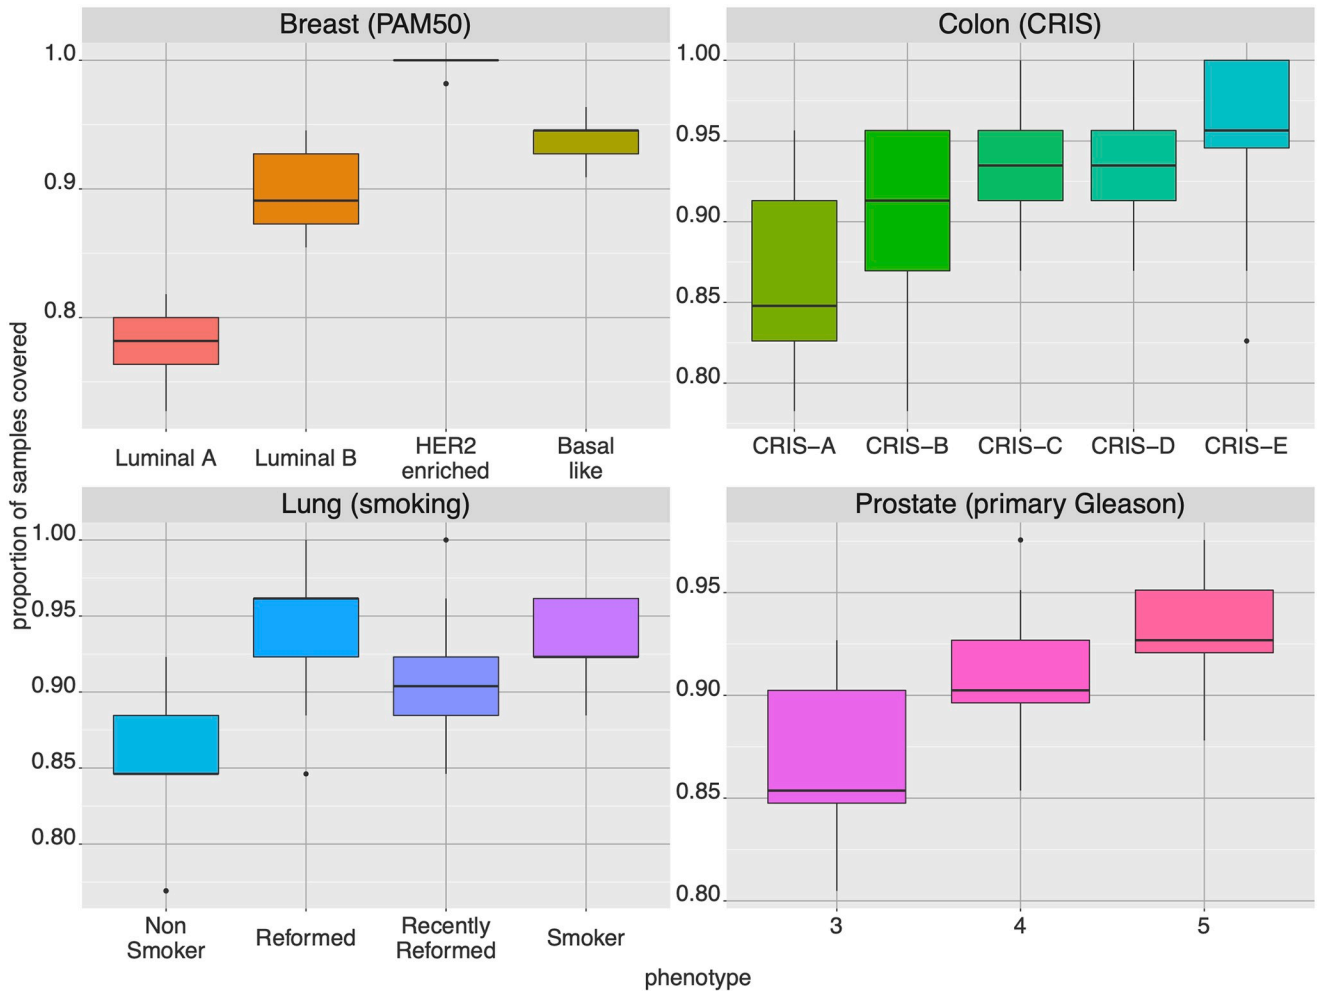 Breast (PAM50)
Colon (CRIS)
1.0
0.9
0.8
Luminal A
Luminal B
HER2
enriched
Basal
like
1.00
0.95
0.90
0.85
0.80
CRIS−A
CRIS−B
CRIS−C
CRIS−D
CRIS−E
proportion of samples covered
Lung (smoking)
Prostate (primary Gleason)
1.00
0.95
0.90
0.85
0.80
Non
Smoker
Reformed
Recently
Reformed
Smoker
0.95
0.90
0.85
0.80
3
4
5
phenotype